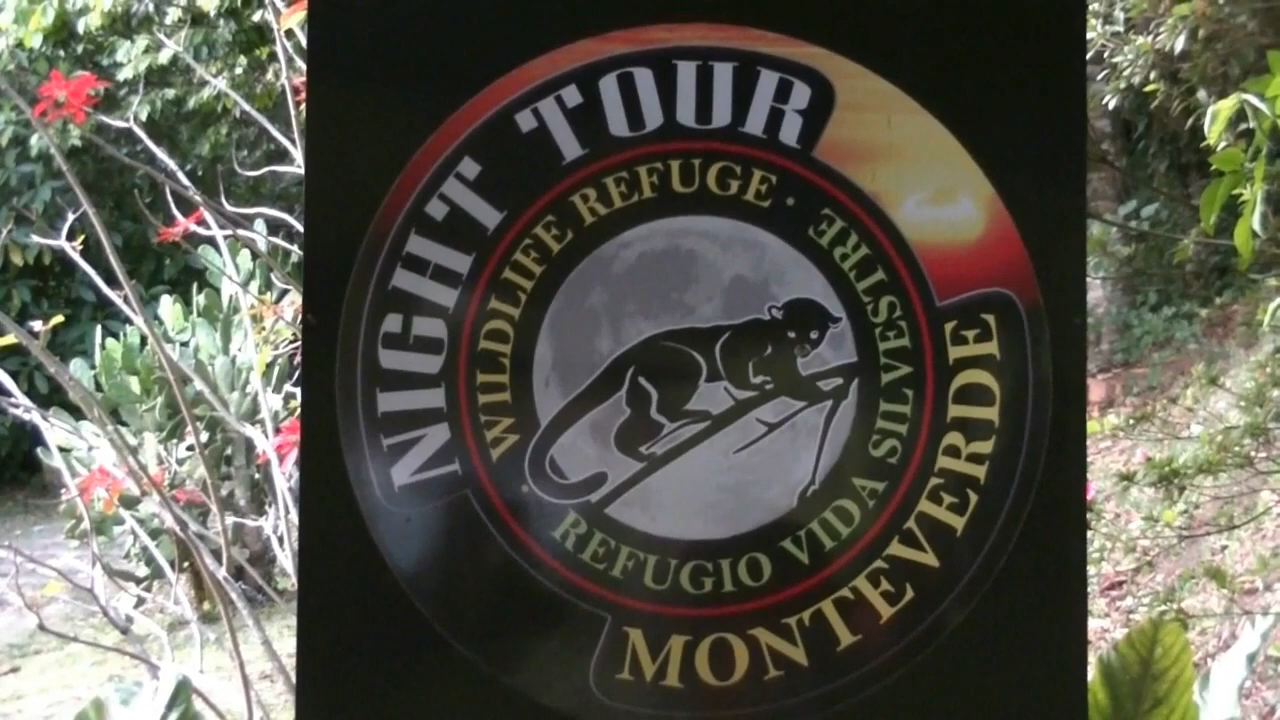 NIGHT TOUR
WILDLIFE REFUGE ·
REFUGIO VIDA SILVESTRE
MONTEVERDE